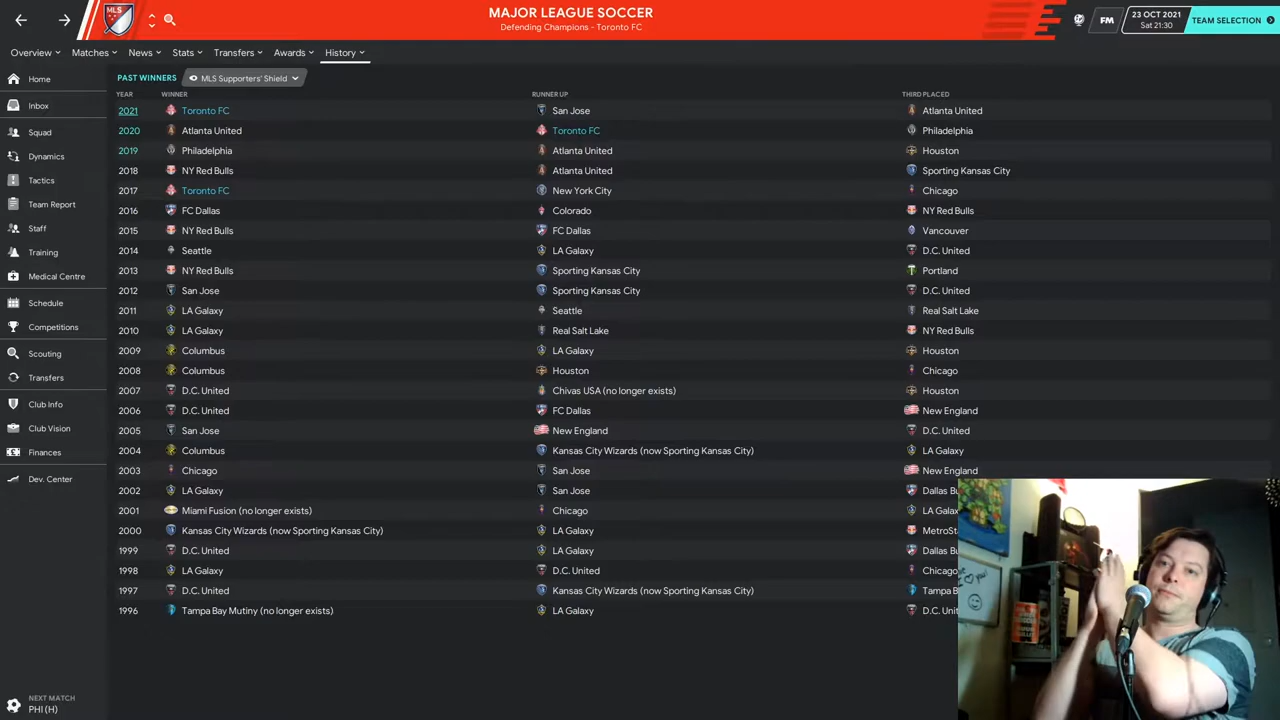 MAJOR LEAGUE SOCCER
Defending Champions - Toronto FC
FM
23 OCT 2021
Sat 21:30
TEAM SELECTION
Overview Matches News Stats Transfers Awards History
Home
Inbox
Squad
Dynamics
Tactics
Team Report
Staff
Training
Medical Centre
Schedule
Competitions
Scouting
Transfers
Club Info
Club Vision
Finances
Dev. Center
NEXT MATCH
PHI (H)
PAST WINNERS MLS Supporters' Shield
YEAR WINNER RUNNER UP THIRD PLACED
2021 Toronto FC San Jose Atlanta United
2020 Atlanta United Toronto FC Philadelphia
2019 Philadelphia Atlanta United Houston
2018 NY Red Bulls Atlanta United Sporting Kansas City
2017 Toronto FC New York City Chicago
2016 FC Dallas Colorado NY Red Bulls
2015 NY Red Bulls FC Dallas Vancouver
2014 Seattle LA Galaxy D.C. United
2013 NY Red Bulls Sporting Kansas City Portland
2012 San Jose Sporting Kansas City D.C. United
2011 LA Galaxy Seattle Real Salt Lake
2010 LA Galaxy Real Salt Lake NY Red Bulls
2009 Columbus LA Galaxy Houston
2008 Columbus Houston Chicago
2007 D.C. United Chivas USA (no longer exists) Houston
2006 D.C. United FC Dallas New England
2005 San Jose New England D.C. United
2004 Columbus Kansas City Wizards (now Sporting Kansas City) LA Galaxy
2003 Chicago San Jose New England
2002 LA Galaxy San Jose Dallas Bu
2001 Miami Fusion (no longer exists) Chicago LA Gala
2000 Kansas City Wizards (now Sporting Kansas City) LA Galaxy MetroSt
1999 D.C. United LA Galaxy Dallas Bu
1998 LA Galaxy D.C. United Chicago
1997 D.C. United Kansas City Wizards (now Sporting Kansas City) Tampa B
1996 Tampa Bay Mutiny (no longer exists) LA Galaxy D.C. Un